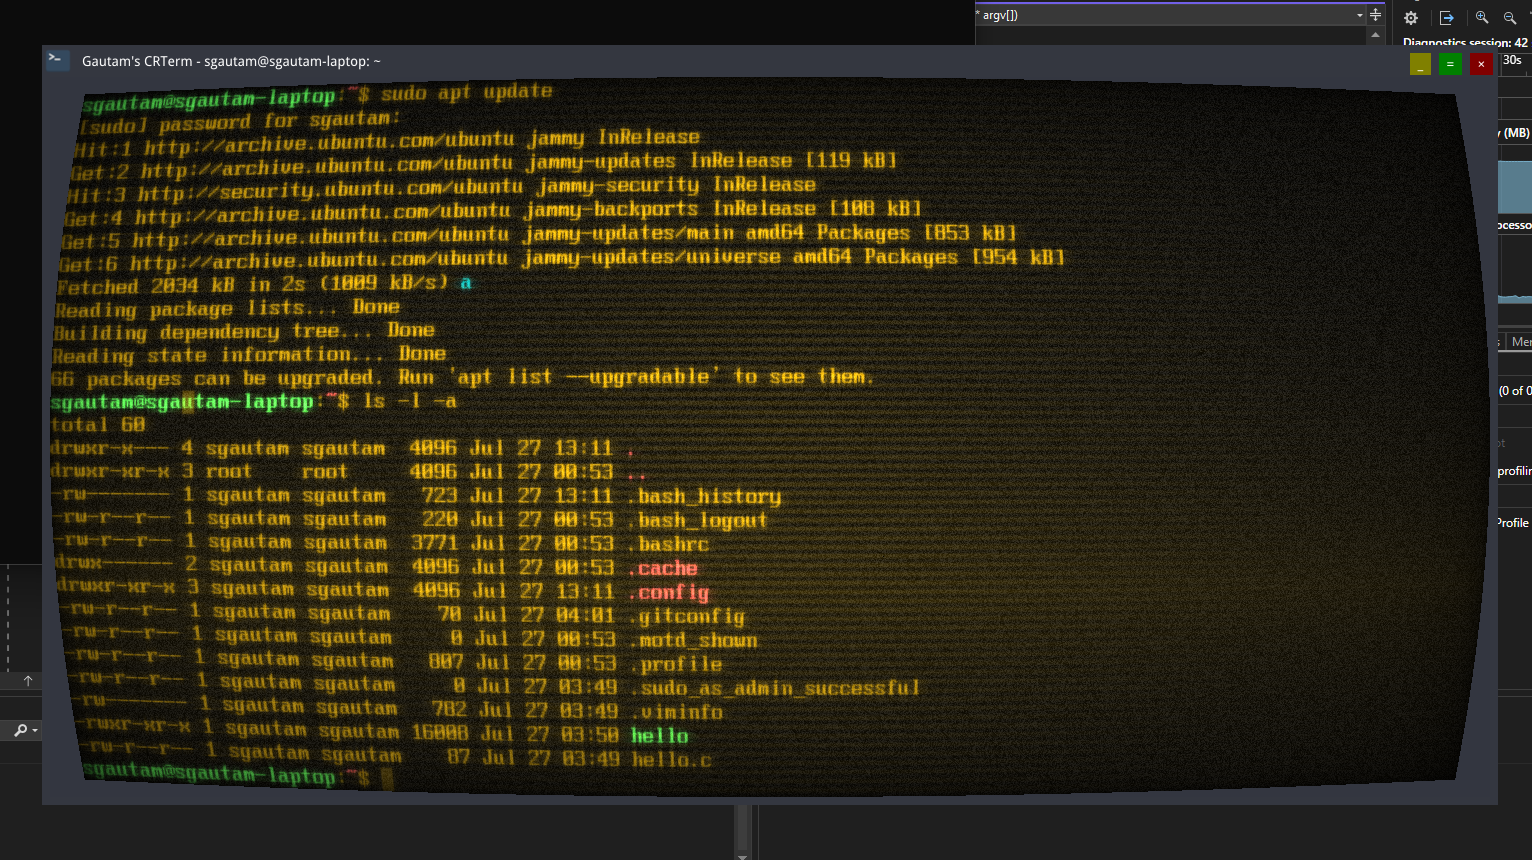 * argv[])
Diagnostics session: 42
Gautam's CRTerm - sgautam@sgautam-laptop: ~
30s
(MB)
sgautam@sgautam-laptop:~$ sudo apt update
[sudo] password for sgautam:
Hit:1 http://archive.ubuntu.com/ubuntu jammy InRelease
Get:2 http://archive.ubuntu.com/ubuntu jammy-updates InRelease [119 kB]
Hit:3 http://security.ubuntu.com/ubuntu jammy-security InRelease
Get:4 http://archive.ubuntu.com/ubuntu jammy-backports InRelease [108 kB]
Get:5 http://archive.ubuntu.com/ubuntu jammy-updates/main amd64 Packages [853 kB]
Get:6 http://archive.ubuntu.com/ubuntu jammy-updates/universe amd64 Packages [954 kB]
Fetched 2034 kB in 2s (1009 kB/s) a
Reading package lists... Done
Building dependency tree... Done
Reading state information... Done
66 packages can be upgraded. Run 'apt list --upgradable' to see them.
sgautam@sgautam-laptop:~$ ls -l -a
total 60
drwxr-x--- 4 sgautam sgautam  4096 Jul 27 13:11 .
drwxr-xr-x 3 root    root     4096 Jul 27 00:53 ..
-rw------- 1 sgautam sgautam   723 Jul 27 13:11 .bash_history
-rw-r--r-- 1 sgautam sgautam   220 Jul 27 00:53 .bash_logout
-rw-r--r-- 1 sgautam sgautam  3771 Jul 27 00:53 .bashrc
drwx------ 2 sgautam sgautam  4096 Jul 27 00:53 .cache
drwxr-xr-x 3 sgautam sgautam  4096 Jul 27 13:11 .config
-rw-r--r-- 1 sgautam sgautam    70 Jul 27 04:01 .gitconfig
-rw-r--r-- 1 sgautam sgautam     0 Jul 27 00:53 .motd_shown
-rw-r--r-- 1 sgautam sgautam   807 Jul 27 00:53 .profile
-rw-r--r-- 1 sgautam sgautam     0 Jul 27 03:49 .sudo_as_admin_successful
-rw------- 1 sgautam sgautam   782 Jul 27 03:49 .viminfo
-rwxr-xr-x 1 sgautam sgautam 16008 Jul 27 03:50 hello
-rw-r--r-- 1 sgautam sgautam    87 Jul 27 03:49 hello.c
sgautam@sgautam-laptop:~$
(0 of 0
Profile